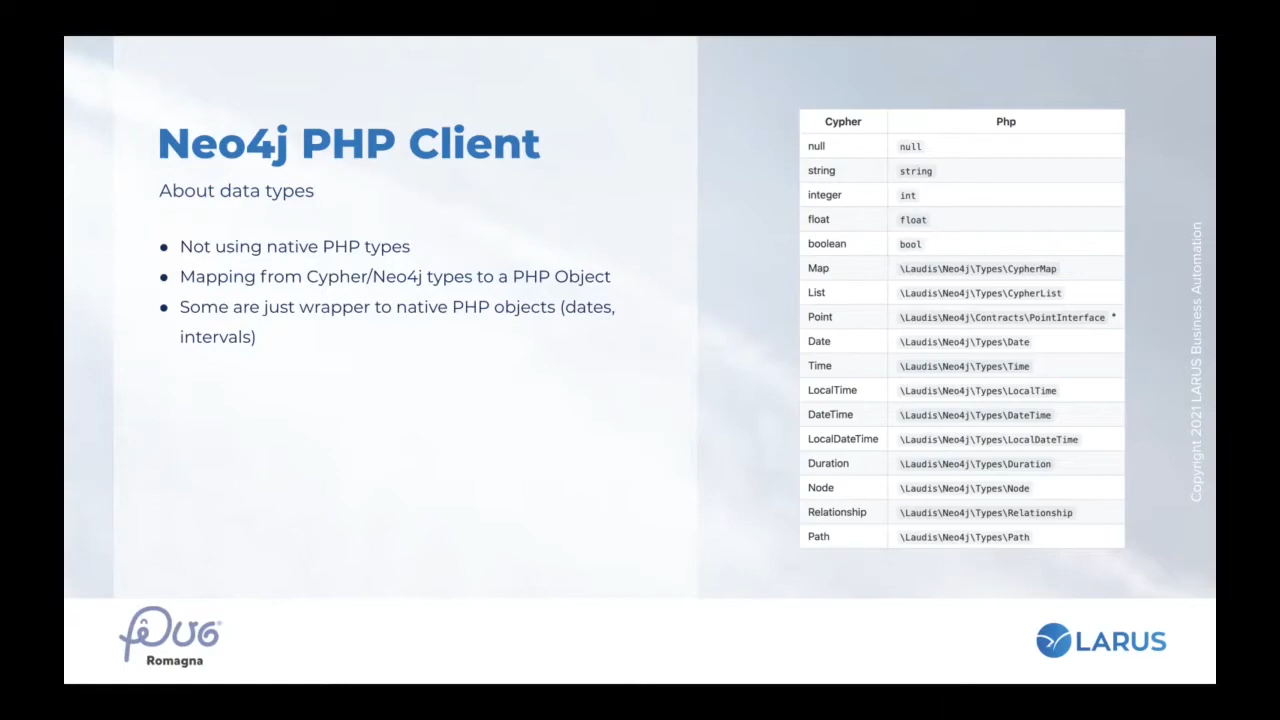 Neo4j PHP Client
About data types
● Not using native PHP types
● Mapping from Cypher/Neo4j types to a PHP Object
● Some are just wrapper to native PHP objects (dates,
intervals)
Cypher Php
null null
string string
integer int
float float
boolean bool
Map \Laudis\Neo4j\Types\CypherMap
List \Laudis\Neo4j\Types\CypherList
Point \Laudis\Neo4j\Contracts\PointInterface *
Date \Laudis\Neo4j\Types\Date
Time \Laudis\Neo4j\Types\Time
LocalTime \Laudis\Neo4j\Types\LocalTime
DateTime \Laudis\Neo4j\Types\DateTime
LocalDateTime \Laudis\Neo4j\Types\LocalDateTime
Duration \Laudis\Neo4j\Types\Duration
Node \Laudis\Neo4j\Types\Node
Relationship \Laudis\Neo4j\Types\Relationship
Path \Laudis\Neo4j\Types\Path
Copyright 2021 LARUS Business Automation
PUG®
Romagna
LARUS